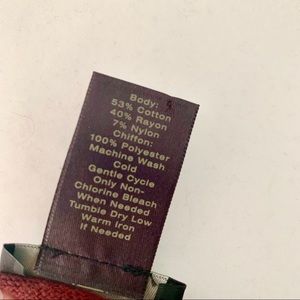 Body:
53% Cotton
40% Rayon
7% Nylon
Chiffon:
100% Polyester
Machine Wash
Cold
Gentle Cycle
Only Non-
Chlorine Bleach
When Needed
Tumble Dry Low
Warm Iron
If Needed